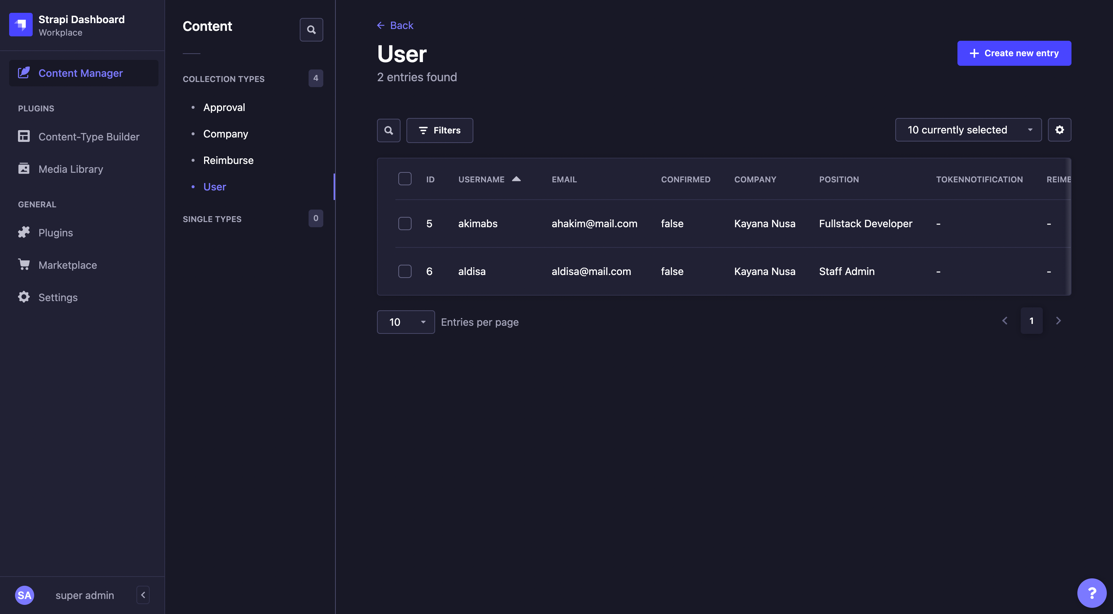 Strapi Dashboard
Workplace
Content Manager
PLUGINS
Content-Type Builder
Media Library
GENERAL
Plugins
Marketplace
Settings
SA super admin
Content
COLLECTION TYPES 4
Approval
Company
Reimburse
User
SINGLE TYPES 0
Back
User
2 entries found
Create new entry
Filters
10 currently selected
ID USERNAME EMAIL CONFIRMED COMPANY POSITION TOKENNOTIFICATION REIME
5 akimabs ahakim@mail.com false Kayana Nusa Fullstack Developer - -
6 aldisa aldisa@mail.com false Kayana Nusa Staff Admin - -
10 Entries per page
1
?